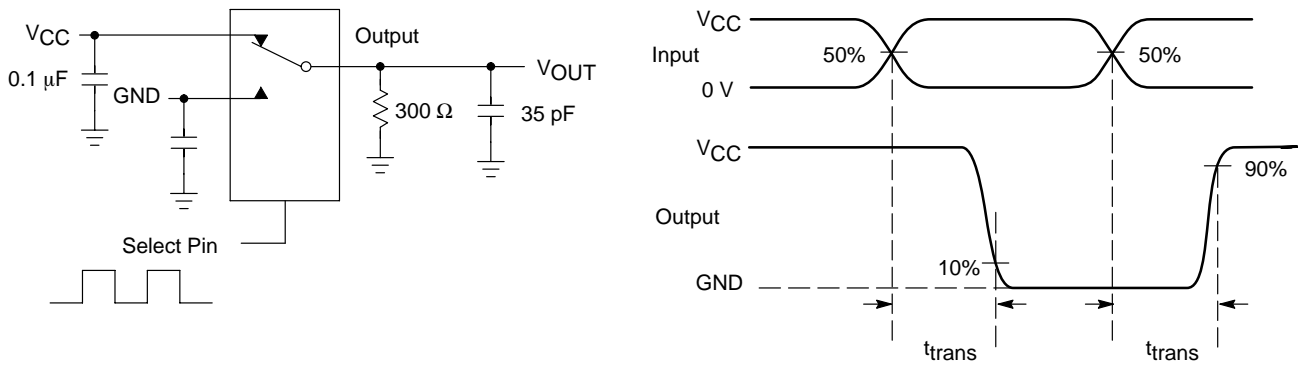 VCC
Output
VOUT
0.1 μF
GND
300 Ω
35 pF
Select Pin
VCC
Input
50%
50%
0 V
VCC
90%
Output
10%
GND
ttrans
ttrans